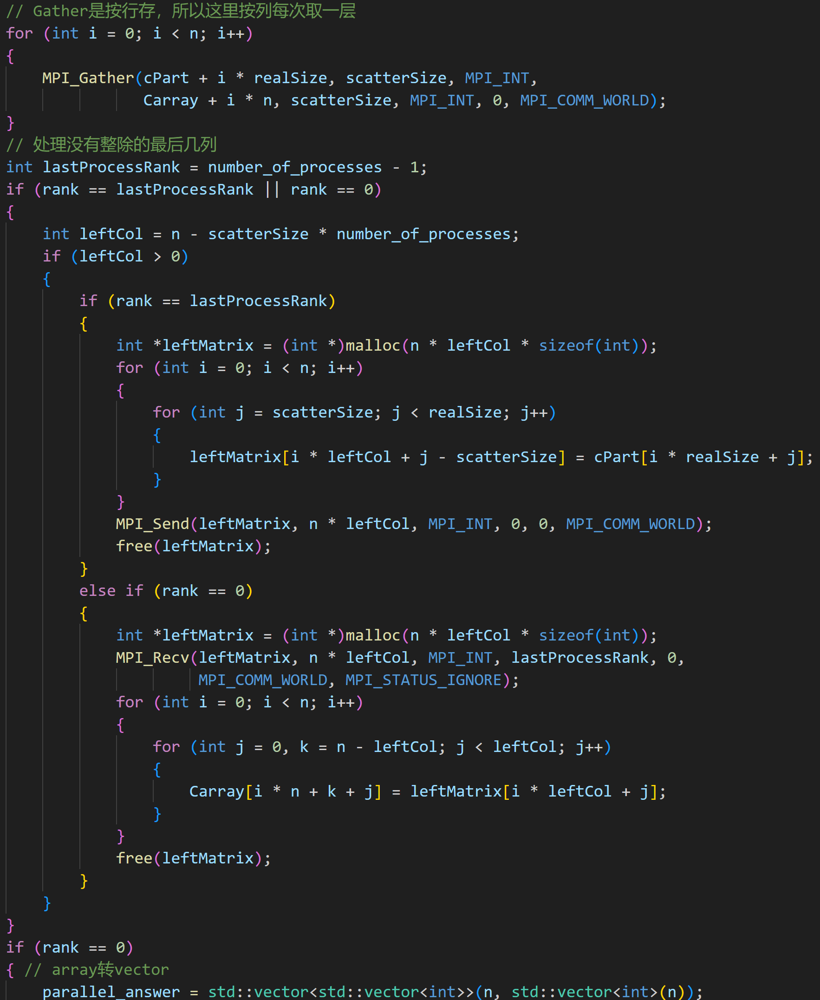 // Gather是按行存，所以这里按列每次取一层
for (int i = 0; i < n; i++)
{
    MPI_Gather(cPart + i * realSize, scatterSize, MPI_INT,
               Carray + i * n, scatterSize, MPI_INT, 0, MPI_COMM_WORLD);
}
// 处理没有整除的最后几列
int lastProcessRank = number_of_processes - 1;
if (rank == lastProcessRank || rank == 0)
{
    int leftCol = n - scatterSize * number_of_processes;
    if (leftCol > 0)
    {
        if (rank == lastProcessRank)
        {
            int *leftMatrix = (int *)malloc(n * leftCol * sizeof(int));
            for (int i = 0; i < n; i++)
            {
                for (int j = scatterSize; j < realSize; j++)
                {
                    leftMatrix[i * leftCol + j - scatterSize] = cPart[i * realSize + j];
                }
            }
            MPI_Send(leftMatrix, n * leftCol, MPI_INT, 0, 0, MPI_COMM_WORLD);
            free(leftMatrix);
        }
        else if (rank == 0)
        {
            int *leftMatrix = (int *)malloc(n * leftCol * sizeof(int));
            MPI_Recv(leftMatrix, n * leftCol, MPI_INT, lastProcessRank, 0,
                     MPI_COMM_WORLD, MPI_STATUS_IGNORE);
            for (int i = 0; i < n; i++)
            {
                for (int j = 0, k = n - leftCol; j < leftCol; j++)
                {
                    Carray[i * n + k + j] = leftMatrix[i * leftCol + j];
                }
            }
            free(leftMatrix);
        }
    }
}
if (rank == 0)
{ // array转vector
    parallel_answer = std::vector<std::vector<int>>(n, std::vector<int>(n));